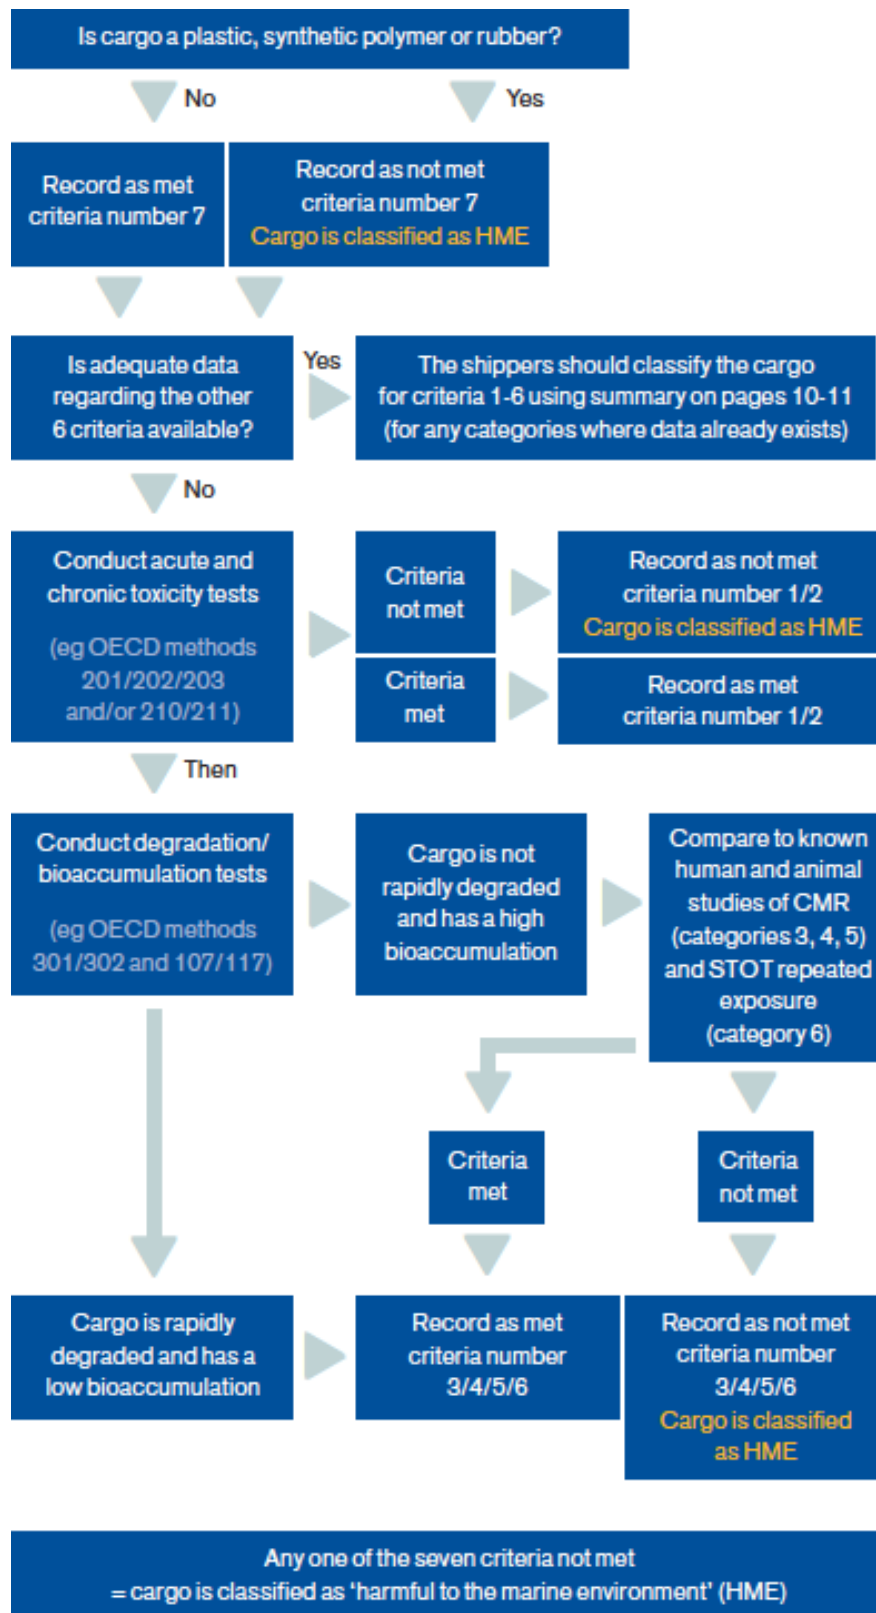 Is cargo a plastic, synthetic polymer or rubber?
No
Yes
Record as met
criteria number 7
Record as not met
criteria number 7
Cargo is classified as HME
Is adequate data
regarding the other
6 criteria available?
Yes
The shippers should classify the cargo
for criteria 1-6 using summary on pages 10-11
(for any categories where data already exists)
No
Conduct acute and
chronic toxicity tests
(eg OECD methods
201/202/203
and/or 210/211)
Criteria
not met
Record as not met
criteria number 1/2
Cargo is classified as HME
Criteria
met
Record as met
criteria number 1/2
Then
Conduct degradation/
bioaccumulation tests
(eg OECD methods
301/302 and 107/117)
Cargo is not
rapidly degraded
and has a high
bioaccumulation
Compare to known
human and animal
studies of CMR
(categories 3, 4, 5)
and STOT repeated
exposure
(category 6)
Criteria
met
Criteria
not met
Cargo is rapidly
degraded and has a
low bioaccumulation
Record as met
criteria number
3/4/5/6
Record as not met
criteria number
3/4/5/6
Cargo is classified
as HME
Any one of the seven criteria not met
= cargo is classified as ‘harmful to the marine environment’ (HME)